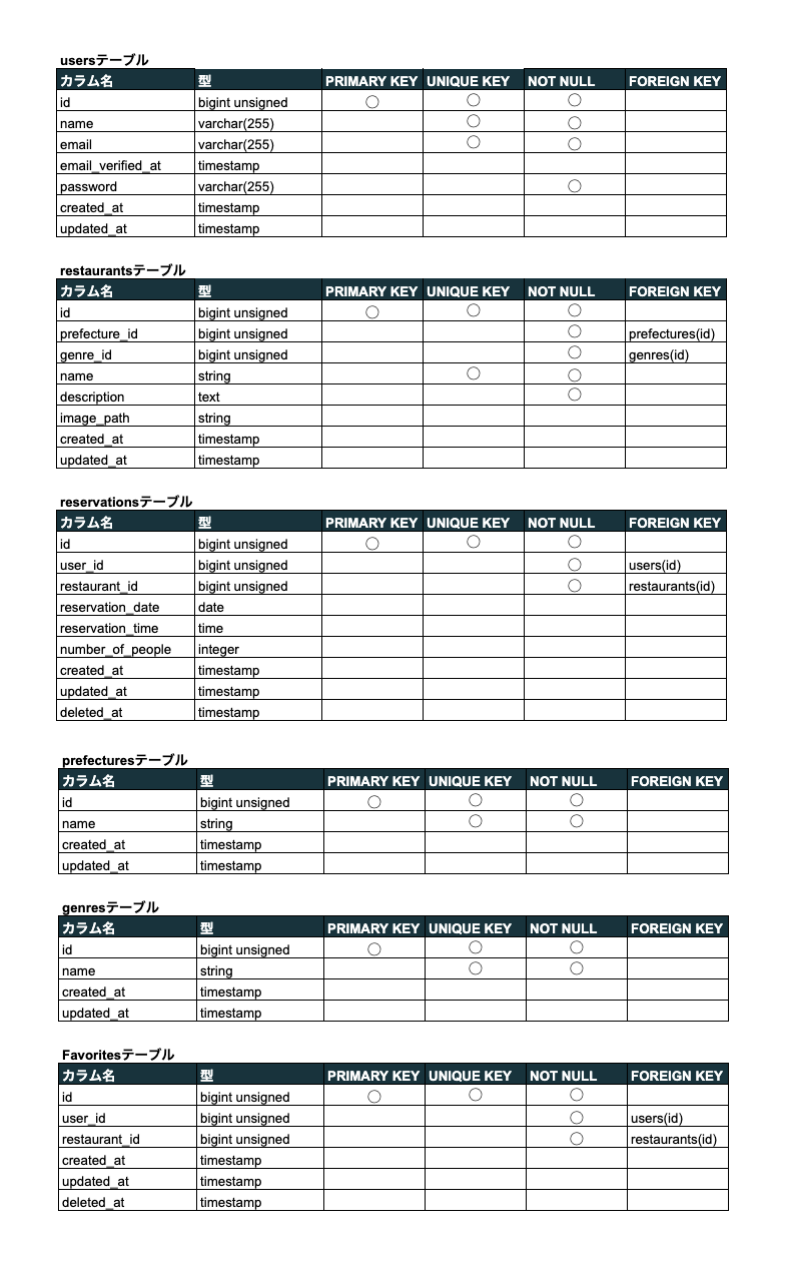 usersテーブル
カラム名 型 PRIMARY KEY UNIQUE KEY NOT NULL FOREIGN KEY
id bigint unsigned ○ ○ ○
name varchar(255) ○ ○
email varchar(255) ○ ○
email_verified_at timestamp
password varchar(255) ○
created_at timestamp
updated_at timestamp
restaurantsテーブル
カラム名 型 PRIMARY KEY UNIQUE KEY NOT NULL FOREIGN KEY
id bigint unsigned ○ ○ ○
prefecture_id bigint unsigned ○ prefectures(id)
genre_id bigint unsigned ○ genres(id)
name string ○ ○
description text ○
image_path string
created_at timestamp
updated_at timestamp
reservationsテーブル
カラム名 型 PRIMARY KEY UNIQUE KEY NOT NULL FOREIGN KEY
id bigint unsigned ○ ○ ○
user_id bigint unsigned ○ users(id)
restaurant_id bigint unsigned ○ restaurants(id)
reservation_date date
reservation_time time
number_of_people integer
created_at timestamp
updated_at timestamp
deleted_at timestamp
prefecturesテーブル
カラム名 型 PRIMARY KEY UNIQUE KEY NOT NULL FOREIGN KEY
id bigint unsigned ○ ○ ○
name string ○ ○
created_at timestamp
updated_at timestamp
genresテーブル
カラム名 型 PRIMARY KEY UNIQUE KEY NOT NULL FOREIGN KEY
id bigint unsigned ○ ○ ○
name string ○ ○
created_at timestamp
updated_at timestamp
Favoritesテーブル
カラム名 型 PRIMARY KEY UNIQUE KEY NOT NULL FOREIGN KEY
id bigint unsigned ○ ○ ○
user_id bigint unsigned ○ users(id)
restaurant_id bigint unsigned ○ restaurants(id)
created_at timestamp
updated_at timestamp
deleted_at timestamp